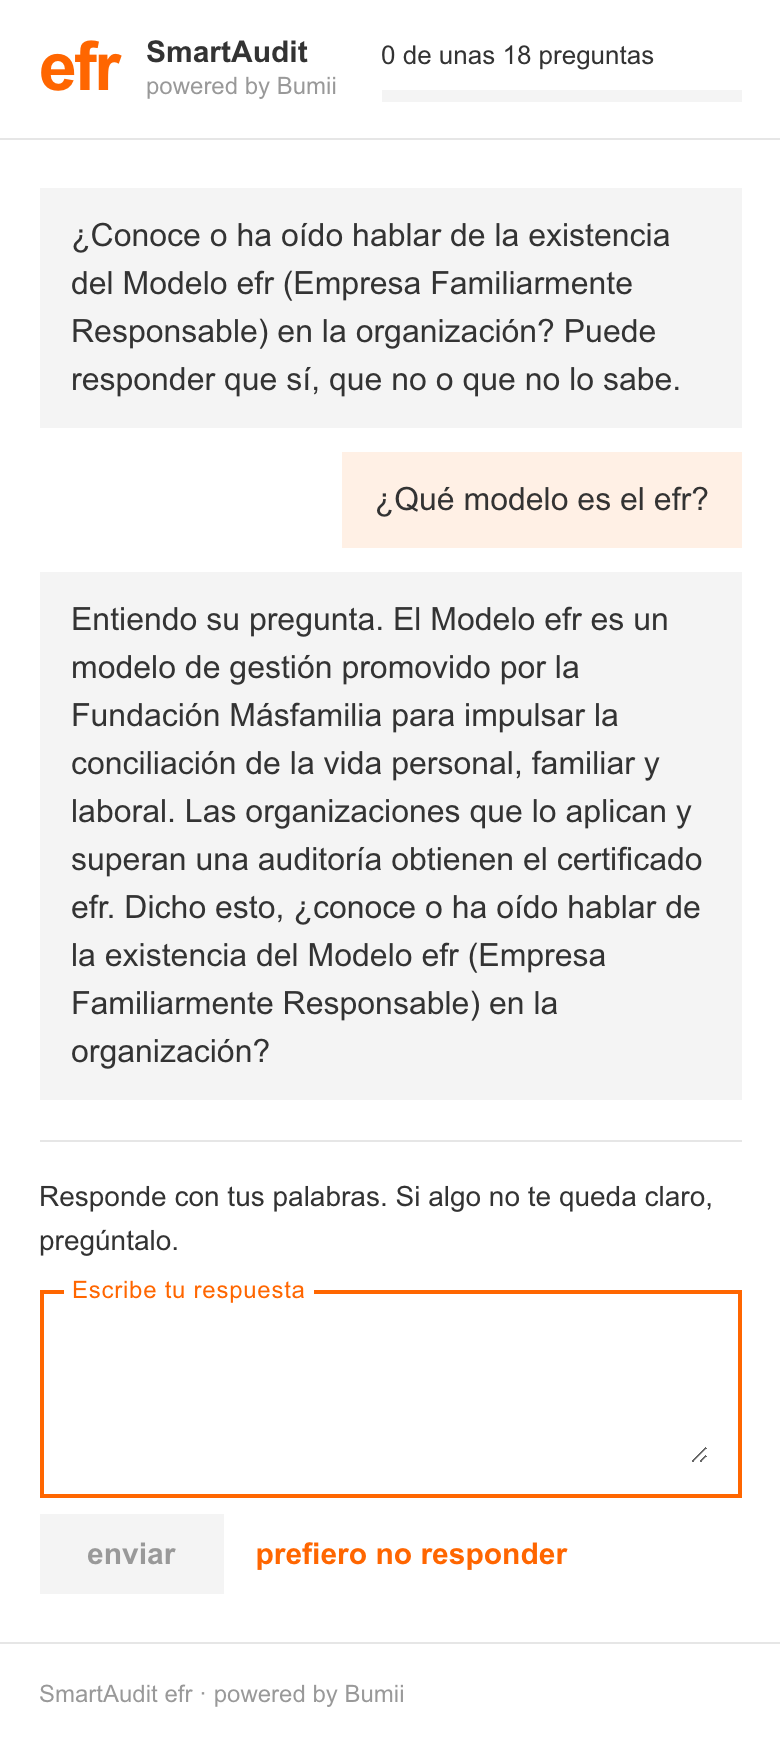 efr
SmartAudit
powered by Bumii
0 de unas 18 preguntas
¿Conoce o ha oído hablar de la existencia
del Modelo efr (Empresa Familiarmente
Responsable) en la organización? Puede
responder que sí, que no o que no lo sabe.
¿Qué modelo es el efr?
Entiendo su pregunta. El Modelo efr es un
modelo de gestión promovido por la
Fundación Másfamilia para impulsar la
conciliación de la vida personal, familiar y
laboral. Las organizaciones que lo aplican y
superan una auditoría obtienen el certificado
efr. Dicho esto, ¿conoce o ha oído hablar de
la existencia del Modelo efr (Empresa
Familiarmente Responsable) en la
organización?
Responde con tus palabras. Si algo no te queda claro,
pregúntalo.
Escribe tu respuesta
enviar
prefiero no responder
SmartAudit efr · powered by Bumii